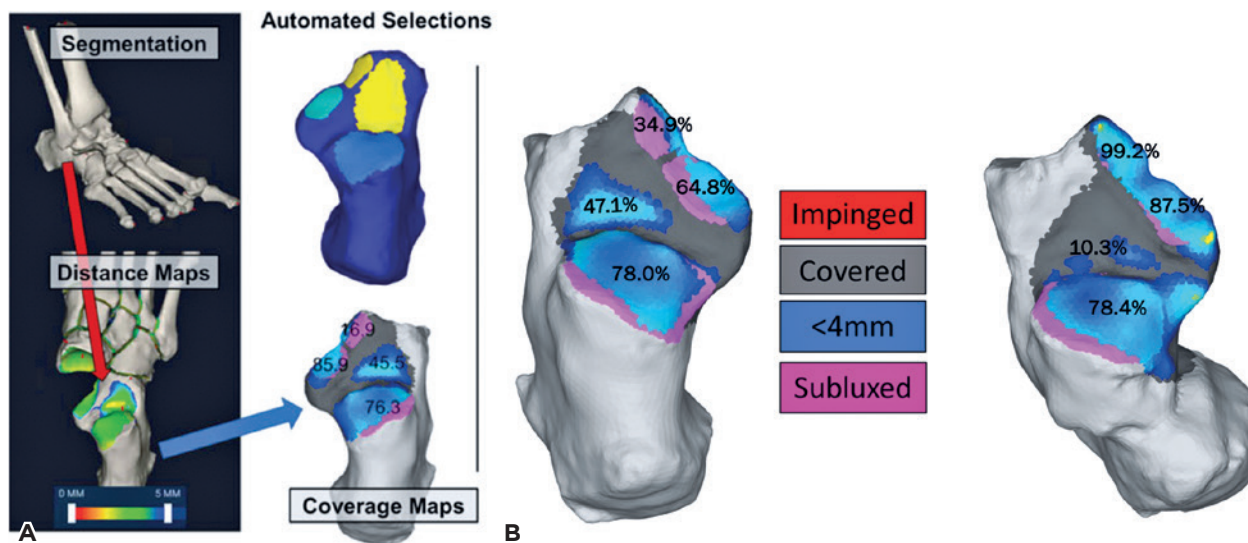 Segmentation
Distance Maps
0 MM 5 MM
A
Automated Selections
16.9
85.9
45.5
76.3
Coverage Maps
B
34.9%
64.8%
47.1%
78.0%
Impinged
Covered
<4mm
Subluxed
99.2%
87.5%
10.3%
78.4%